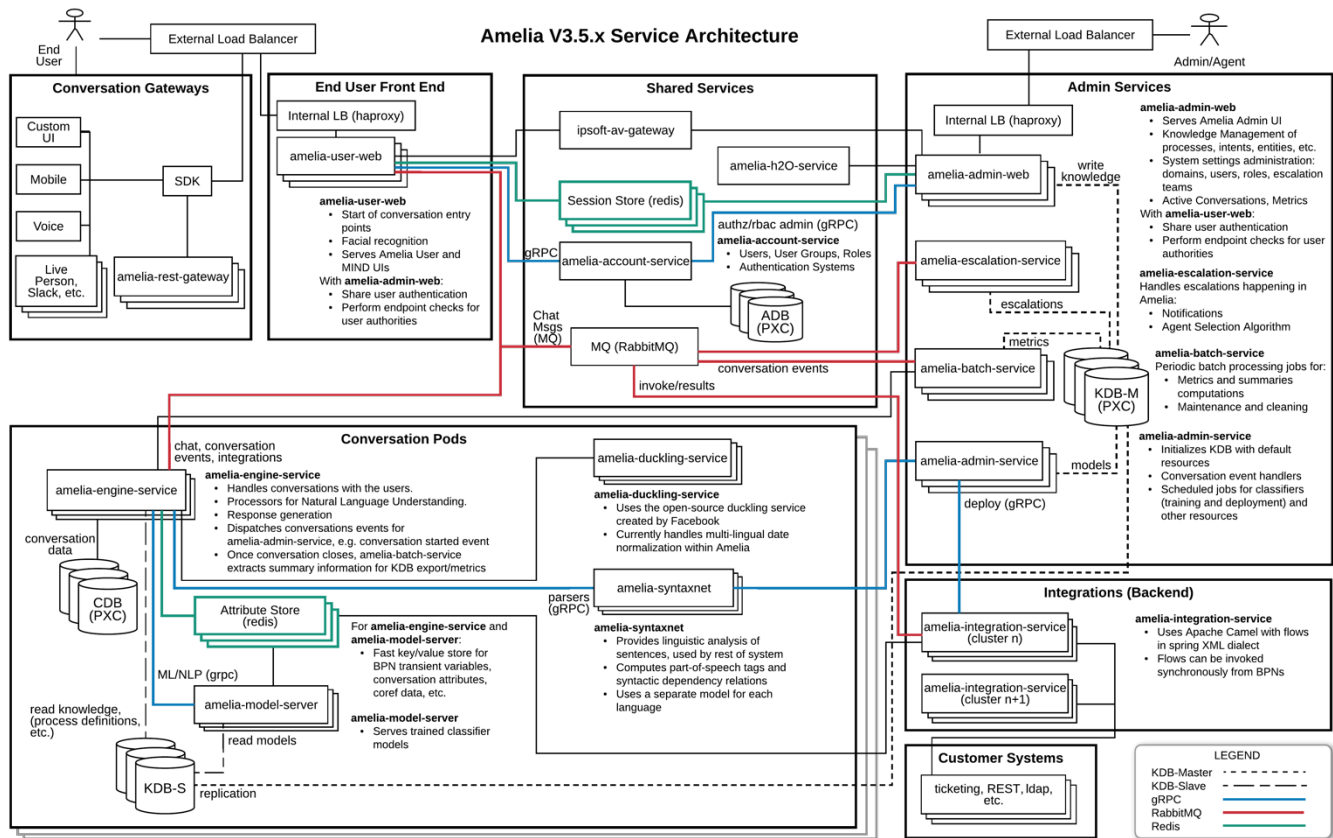 Amelia V3.5.x Service Architecture
End
User
External Load Balancer
External Load Balancer
Admin/Agent
Conversation Gateways
Custom
UI
Mobile
Voice
Live
Person,
Slack, etc.
SDK
amelia-rest-gateway
End User Front End
Internal LB (haproxy)
amelia-user-web
amelia-user-web
• Start of conversation entry
points
• Facial recognition
• Serves Amelia User and
MIND UIs
With amelia-admin-web:
• Share user authentication
• Perform endpoint checks for
user authorities
Shared Services
ipsoft-av-gateway
amelia-h2O-service
Session Store (redis)
authz/rbac admin (gRPC)
gRPC
amelia-account-service
amelia-account-service
• Users, User Groups, Roles
• Authentication Systems
ADB
(PXC)
Chat
Msgs
(MQ)
MQ (RabbitMQ)
conversation events
invoke/results
Admin Services
Internal LB (haproxy)
amelia-admin-web
write
knowledge
amelia-escalation-service
escalations
metrics
amelia-batch-service
KDB-M
(PXC)
amelia-admin-service
models
deploy (gRPC)
amelia-admin-web
• Serves Amelia Admin UI
• Knowledge Management of
processes, intents, entities, etc.
• System settings administration:
domains, users, roles, escalation
teams
• Active Conversations, Metrics
With amelia-user-web:
• Share user authentication
• Perform endpoint checks for user
authorities
amelia-escalation-service
Handles escalations happening in
Amelia:
• Notifications
• Agent Selection Algorithm
amelia-batch-service
Periodic batch processing jobs for:
• Metrics and summaries
computations
• Maintenance and cleaning
amelia-admin-service
• Initializes KDB with default
resources
• Conversation event handlers
• Scheduled jobs for classifiers
(training and deployment) and
other resources
Conversation Pods
chat, conversation
events, integrations
amelia-engine-service
amelia-engine-service
• Handles conversations with the users.
• Processors for Natural Language Understanding.
• Response generation
• Dispatches conversations events for
amelia-admin-service, e.g. conversation started event
• Once conversation closes, amelia-batch-service
extracts summary information for KDB export/metrics
conversation
data
CDB
(PXC)
amelia-duckling-service
amelia-duckling-service
• Uses the open-source duckling service
created by Facebook
• Currently handles multi-lingual date
normalization within Amelia
parsers
(gRPC)
amelia-syntaxnet
amelia-syntaxnet
• Provides linguistic analysis of
sentences, used by rest of system
• Computes part-of-speech tags and
syntactic dependency relations
• Uses a separate model for each
language
Attribute Store
(redis)
For amelia-engine-service and
amelia-model-server:
• Fast key/value store for
BPN transient variables,
conversation attributes,
coref data, etc.
ML/NLP (grpc)
amelia-model-server
amelia-model-server
• Serves trained classifier
models
read knowledge,
(process definitions,
etc.)
read models
KDB-S
replication
Integrations (Backend)
amelia-integration-service
(cluster n)
amelia-integration-service
(cluster n+1)
amelia-integration-service
• Uses Apache Camel with flows
in spring XML dialect
• Flows can be invoked
synchronously from BPNs
Customer Systems
ticketing, REST, ldap,
etc.
LEGEND
KDB-Master
KDB-Slave
gRPC
RabbitMQ
Redis